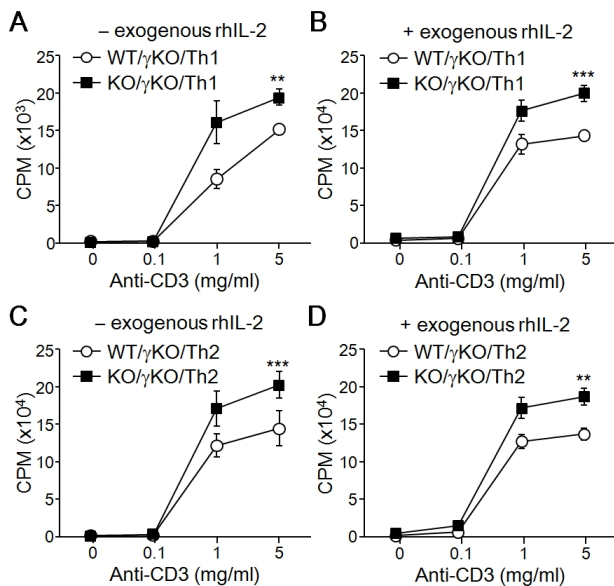 A
– exogenous rhIL-2
WT/γKO/Th1
KO/γKO/Th1
**
CPM (x10³)
25
20
15
10
5
0
0 0.1 1 5
Anti-CD3 (mg/ml)
B
+ exogenous rhIL-2
WT/γKO/Th1
KO/γKO/Th1
***
CPM (x10⁴)
25
20
15
10
5
0
0 0.1 1 5
Anti-CD3 (mg/ml)
C
– exogenous rhIL-2
WT/γKO/Th2
KO/γKO/Th2
***
CPM (x10⁴)
25
20
15
10
5
0
0 0.1 1 5
Anti-CD3 (mg/ml)
D
+ exogenous rhIL-2
WT/γKO/Th2
KO/γKO/Th2
**
CPM (x10⁴)
25
20
15
10
5
0
0 0.1 1 5
Anti-CD3 (mg/ml)